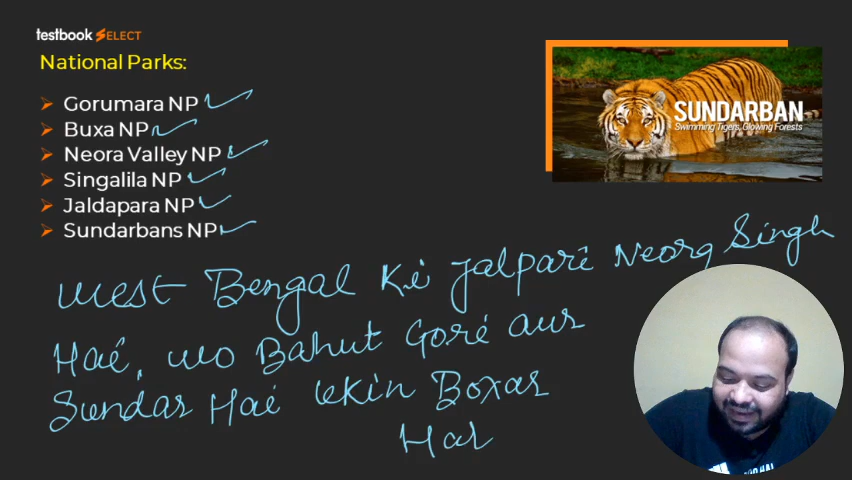 testbook SELECT
National Parks:
Gorumara NP
Buxa NP
Neora Valley NP
Singalila NP
Jaldapara NP
Sundarbans NP
SUNDARBAN
Swimming Tigers, Glowing Forests
West Bengal Ki Jalpari Neora Singh
Hai, wo Bahut Gori aur
Sundar Hai lekin Boxar
Hai